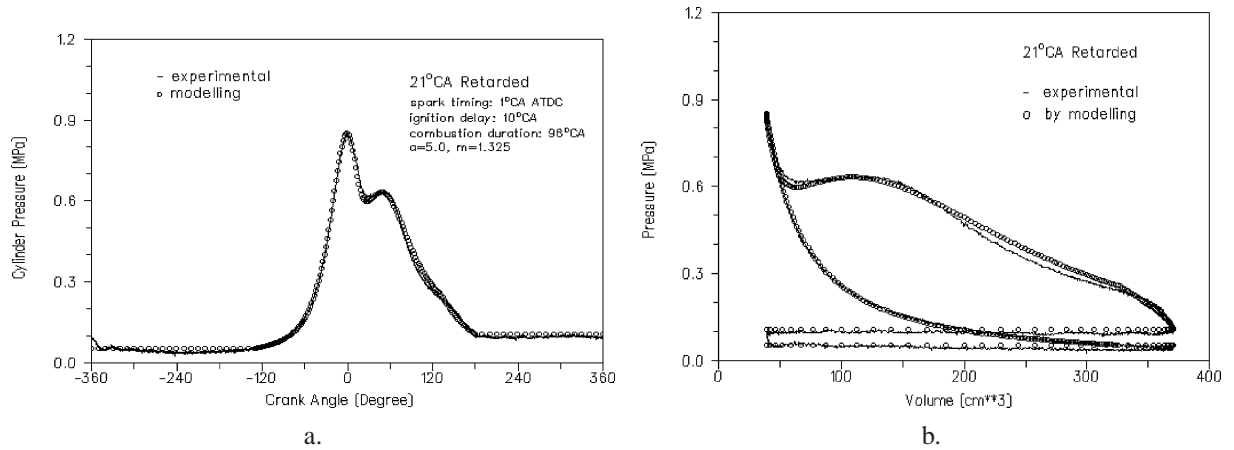 1.2
0.9
0.6
0.3
0.0
Cylinder Pressure [MPa]
– experimental
o modelling
21°CA Retarded
spark timing: 1°CA ATDC
ignition delay: 10°CA
combustion duration: 98°CA
a=5.0, m=1.325
-360 -240 -120 0 120 240 360
Crank Angle [Degree]
a.
1.2
0.9
0.6
0.3
0.0
Pressure [MPa]
21°CA Retarded
– experimental
o by modelling
0 100 200 300 400
Volume [cm**3]
b.